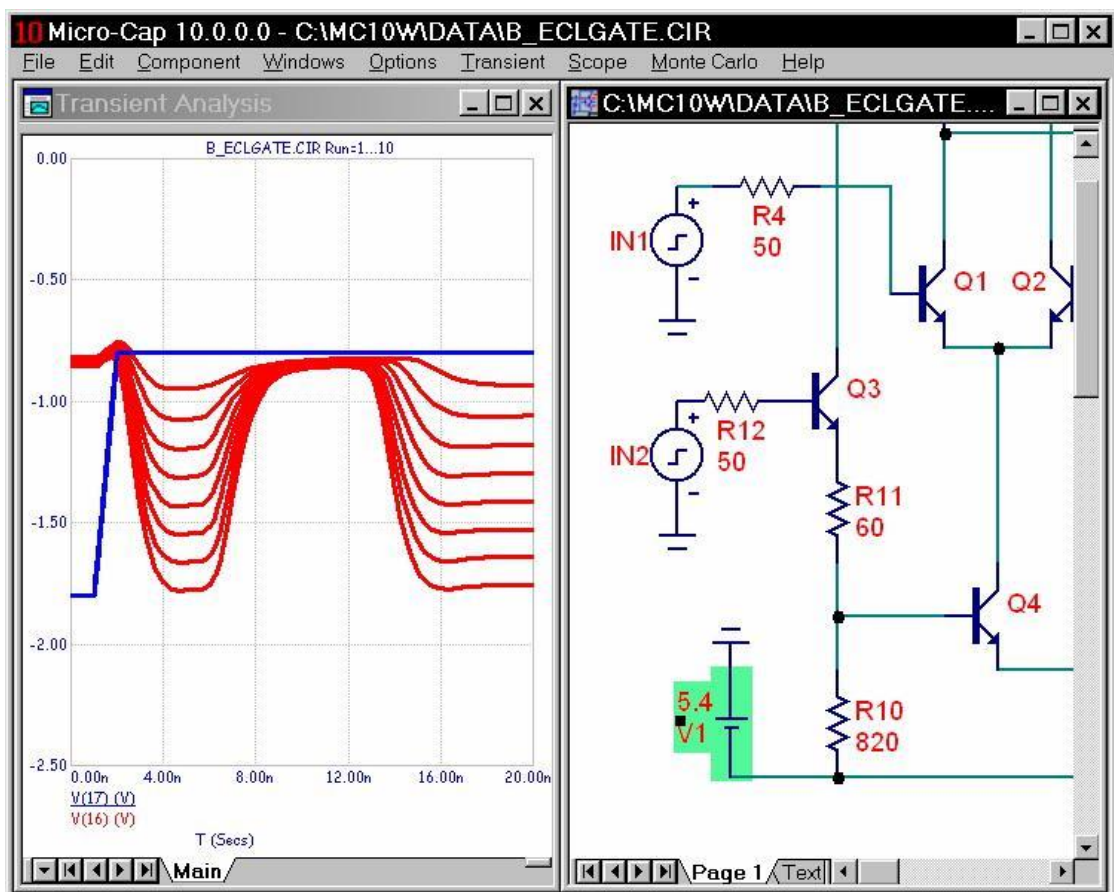 10 Micro-Cap 10.0.0.0 - C:\MC10W\DATA\B_ECLGATE.CIR
File Edit Component Windows Options Transient Scope Monte Carlo Help
Transient Analysis
B_ECLGATE.CIR Run=1...10
0.00
-0.50
-1.00
-1.50
-2.00
-2.50
0.00n 4.00n 8.00n 12.00n 16.00n 20.00n
V(17) (V)
V(16) (V)
T (Secs)
Main
C:\MC10W\DATA\B_ECLGATE....
R4
50
IN1
+
-
Q1 Q2
Q3
R12
50
IN2
+
-
R11
60
Q4
5.4
V1
R10
820
Page 1 Text